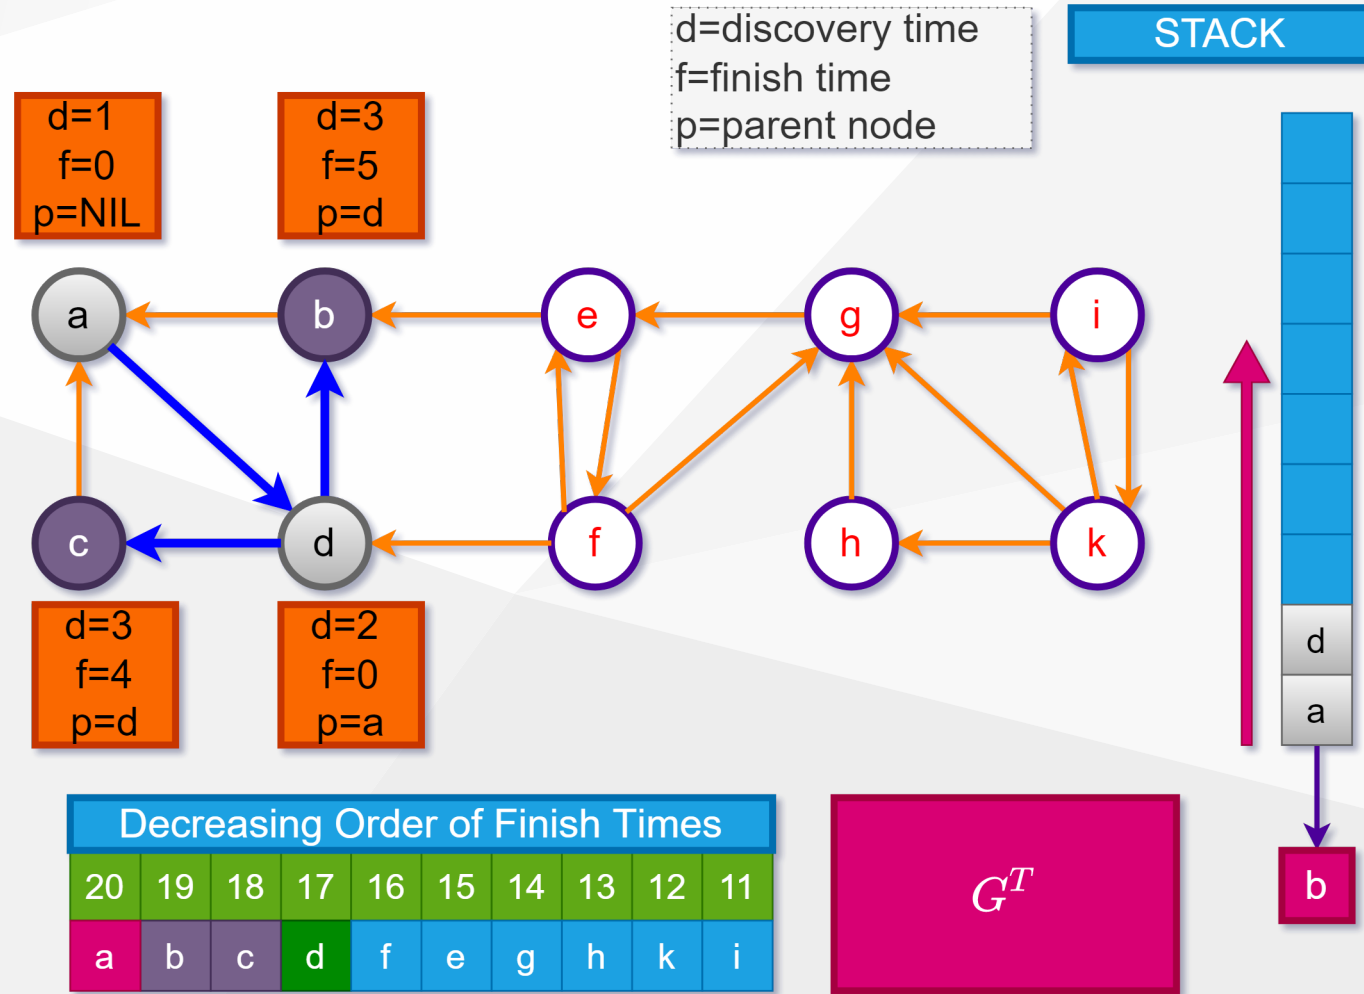 d=discovery time
f=finish time
p=parent node
STACK
d=1
f=0
p=NIL
d=3
f=5
p=d
a
b
e
g
i
c
d
f
h
k
d=3
f=4
p=d
d=2
f=0
p=a
d
a
b
Decreasing Order of Finish Times
20 19 18 17 16 15 14 13 12 11
a b c d f e g h k i
G^T